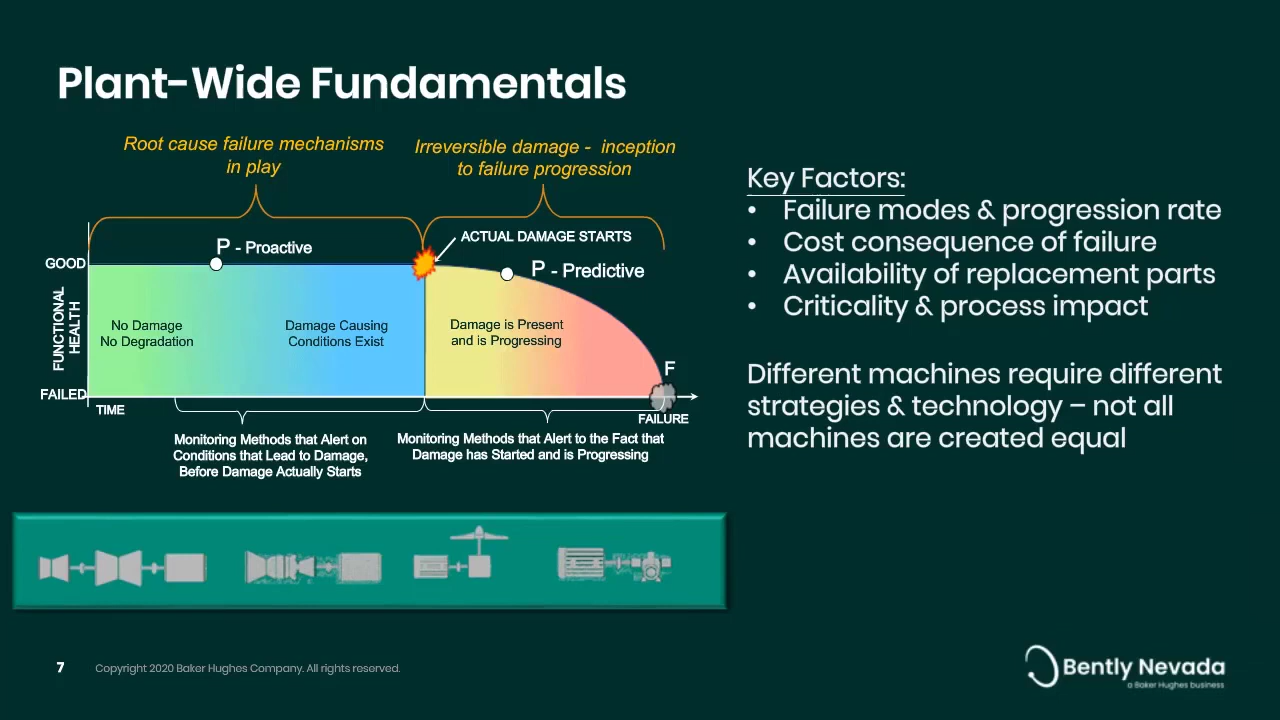 Plant-Wide Fundamentals
Root cause failure mechanisms
in play
Irreversible damage - inception
to failure progression
ACTUAL DAMAGE STARTS
P - Proactive
P - Predictive
GOOD
FUNCTIONAL
HEALTH
FAILED
No Damage
No Degradation
Damage Causing
Conditions Exist
Damage is Present
and is Progressing
F
FAILURE
TIME
Monitoring Methods that Alert on
Conditions that Lead to Damage,
Before Damage Actually Starts
Monitoring Methods that Alert to the Fact that
Damage has Started and is Progressing
Key Factors:
• Failure modes & progression rate
• Cost consequence of failure
• Availability of replacement parts
• Criticality & process impact
Different machines require different
strategies & technology – not all
machines are created equal
7
Copyright 2020 Baker Hughes Company. All rights reserved.
Bently Nevada
a Baker Hughes business